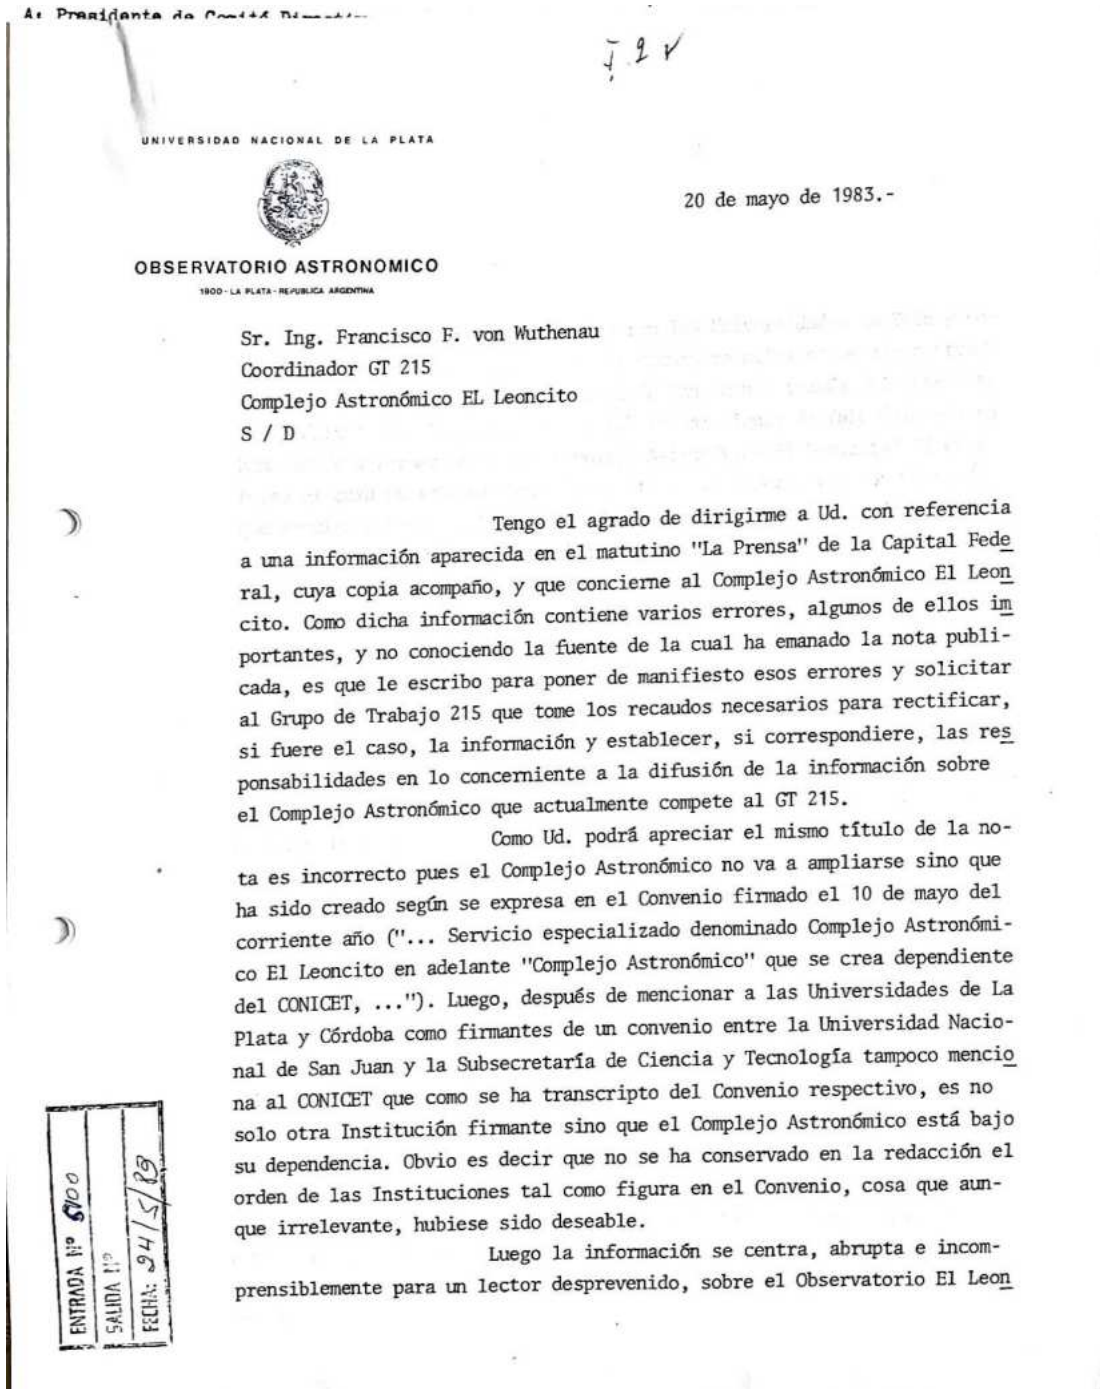 A: Presidente de Comité
I.2
UNIVERSIDAD NACIONAL DE LA PLATA
20 de mayo de 1983.-
OBSERVATORIO ASTRONOMICO
1900 - LA PLATA - REPUBLICA ARGENTINA
Sr. Ing. Francisco F. von Wuthenau
Coordinador GT 215
Complejo Astronómico EL Leoncito
S / D
Tengo el agrado de dirigirme a Ud. con referencia
a una información aparecida en el matutino "La Prensa" de la Capital Fede
ral, cuya copia acompaño, y que concierne al Complejo Astronómico El Leon
cito. Como dicha información contiene varios errores, algunos de ellos im
portantes, y no conociendo la fuente de la cual ha emanado la nota publi-
cada, es que le escribo para poner de manifiesto esos errores y solicitar
al Grupo de Trabajo 215 que tome los recaudos necesarios para rectificar,
si fuere el caso, la información y establecer, si correspondiere, las res
ponsabilidades en lo concerniente a la difusión de la información sobre
el Complejo Astronómico que actualmente compete al GT 215.
Como Ud. podrá apreciar el mismo título de la no-
ta es incorrecto pues el Complejo Astronómico no va a ampliarse sino que
ha sido creado según se expresa en el Convenio firmado el 10 de mayo del
corriente año ("... Servicio especializado denominado Complejo Astronómi-
co El Leoncito en adelante "Complejo Astronómico" que se crea dependiente
del CONICET, ..."). Luego, después de mencionar a las Universidades de La
Plata y Córdoba como firmantes de un convenio entre la Universidad Nacio-
nal de San Juan y la Subsecretaría de Ciencia y Tecnología tampoco mencio
na al CONICET que como se ha transcripto del Convenio respectivo, es no
solo otra Institución firmante sino que el Complejo Astronómico está bajo
su dependencia. Obvio es decir que no se ha conservado en la redacción el
orden de las Instituciones tal como figura en el Convenio, cosa que aun-
que irrelevante, hubiese sido deseable.
Luego la información se centra, abrupta e incom-
prensiblemente para un lector desprevenido, sobre el Observatorio El Leon
ENTRADA Nº
SALIDA Nº
FECHA: 24/5/83